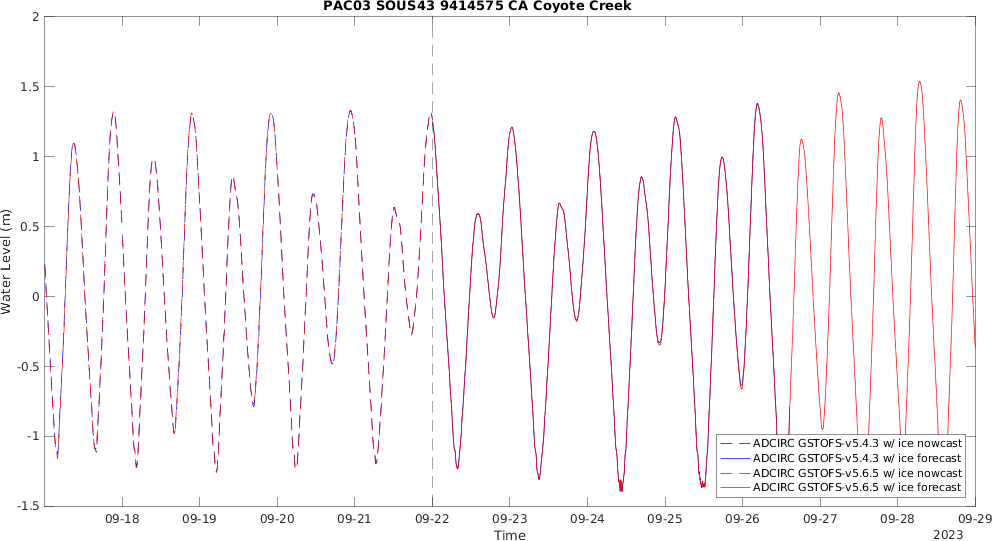 PAC03 SOUS43 9414575 CA Coyote Creek
2
1.5
1
0.5
0
-0.5
-1
-1.5
Water Level (m)
ADCIRC GSTOFS-v5.4.3 w/ ice nowcast
ADCIRC GSTOFS-v5.4.3 w/ ice forecast
ADCIRC GSTOFS-v5.6.5 w/ ice nowcast
ADCIRC GSTOFS-v5.6.5 w/ ice forecast
09-18 09-19 09-20 09-21 09-22 09-23 09-24 09-25 09-26 09-27 09-28 09-29
Time
2023